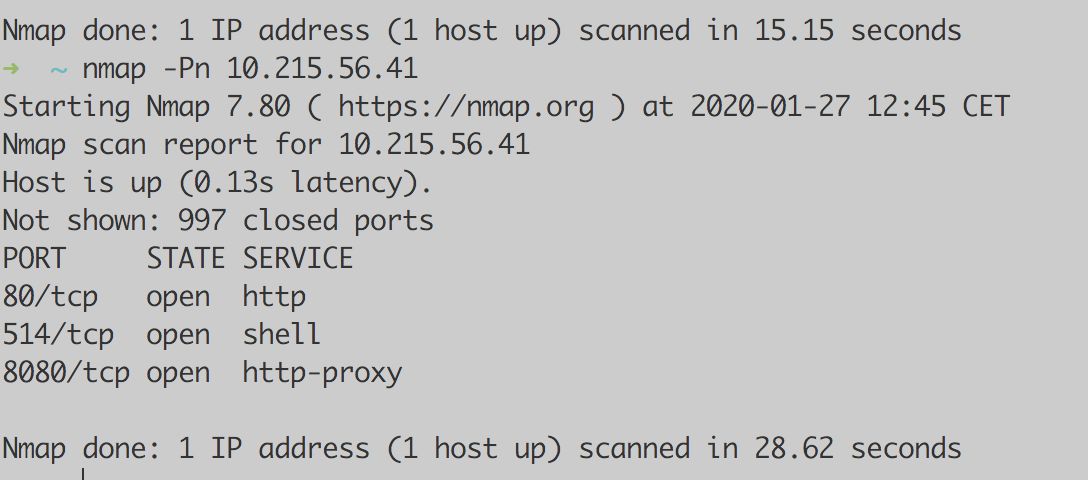 Nmap done: 1 IP address (1 host up) scanned in 15.15 seconds
➜  ~ nmap -Pn 10.215.56.41
Starting Nmap 7.80 ( https://nmap.org ) at 2020-01-27 12:45 CET
Nmap scan report for 10.215.56.41
Host is up (0.13s latency).
Not shown: 997 closed ports
PORT     STATE SERVICE
80/tcp   open  http
514/tcp  open  shell
8080/tcp open  http-proxy
Nmap done: 1 IP address (1 host up) scanned in 28.62 seconds